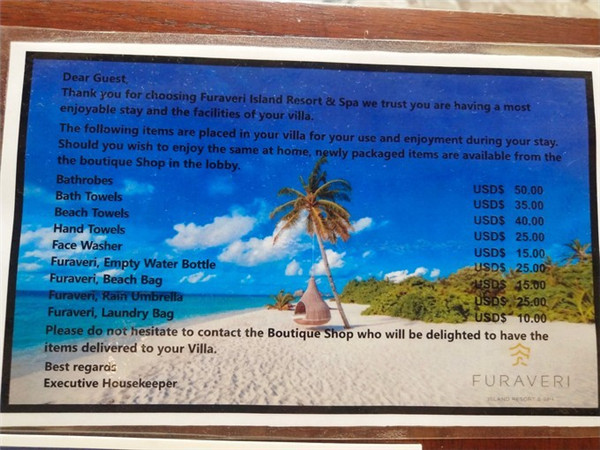 Dear Guest,
Thank you for choosing Furaveri Island Resort & Spa we trust you are having a most
enjoyable stay and the facilities of your villa.
The following items are placed in your villa for your use and enjoyment during your stay.
Should you wish to enjoy the same at home, newly packaged items are available from the
the boutique Shop in the lobby.
Bathrobes USD$ 50.00
Bath Towels USD$ 35.00
Beach Towels USD$ 40.00
Hand Towels USD$ 25.00
Face Washer USD$ 15.00
Furaveri, Empty Water Bottle USD$ 25.00
Furaveri, Beach Bag USD$ 45.00
Furaveri, Rain Umbrella USD$ 25.00
Furaveri, Laundry Bag USD$ 10.00
Please do not hesitate to contact the Boutique Shop who will be delighted to have the
items delivered to your Villa.
Best regards
Executive Housekeeper
FURAVERI
ISLAND RESORT & SPA